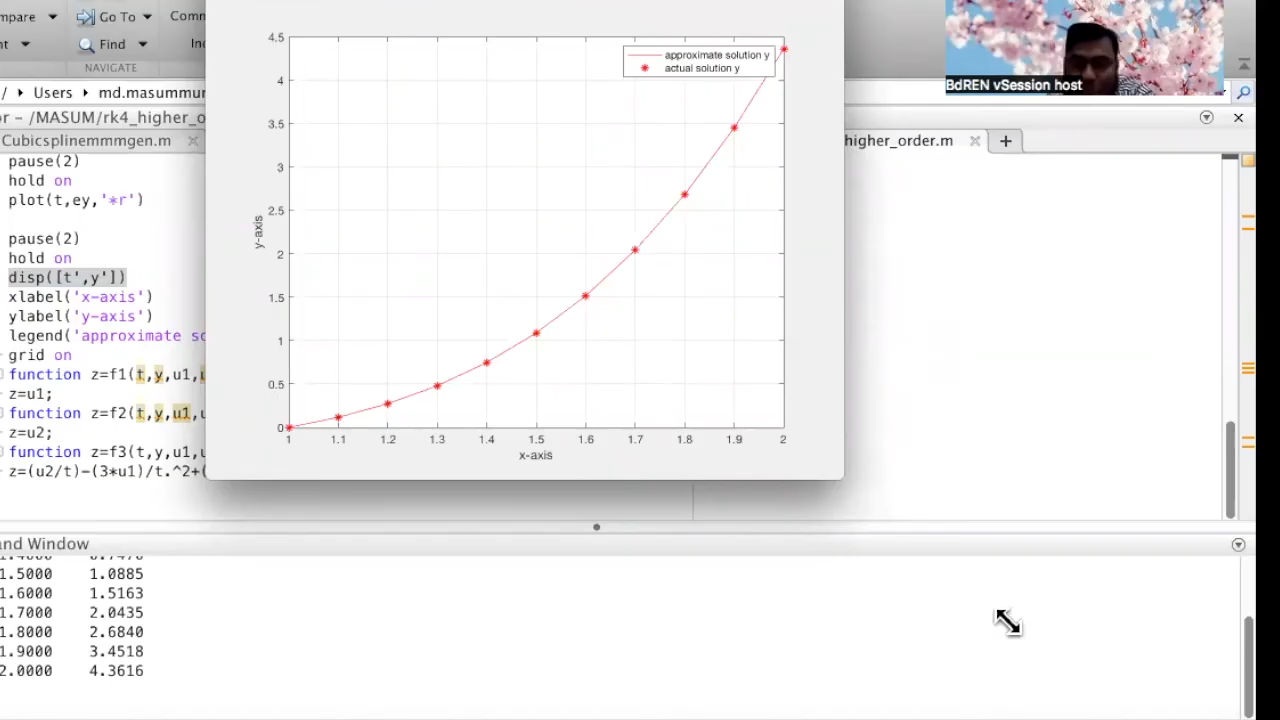 mpare
Go To
Comm
nt
Find
NAVIGATE
/ Users md.masummur
BdREN vSession host
or – /MASUM/rk4_higher_o
Cubicsplinemmmgen.m
higher_order.m
pause(2)
hold on
plot(t,ey,'*r')
pause(2)
hold on
disp([t',y'])
xlabel('x-axis')
ylabel('y-axis')
legend('approximate so
grid on
function z=f1(t,y,u1,u
z=u1;
function z=f2(t,y,u1,u
z=u2;
function z=f3(t,y,u1,u
z=(u2/t)-(3*u1)/t.^2+(
approximate solution y
actual solution y
4.5
4
3.5
3
2.5
2
1.5
1
0.5
0
y-axis
1 1.1 1.2 1.3 1.4 1.5 1.6 1.7 1.8 1.9 2
x-axis
and Window
1.5000 1.0885
1.6000 1.5163
1.7000 2.0435
1.8000 2.6840
1.9000 3.4518
2.0000 4.3616